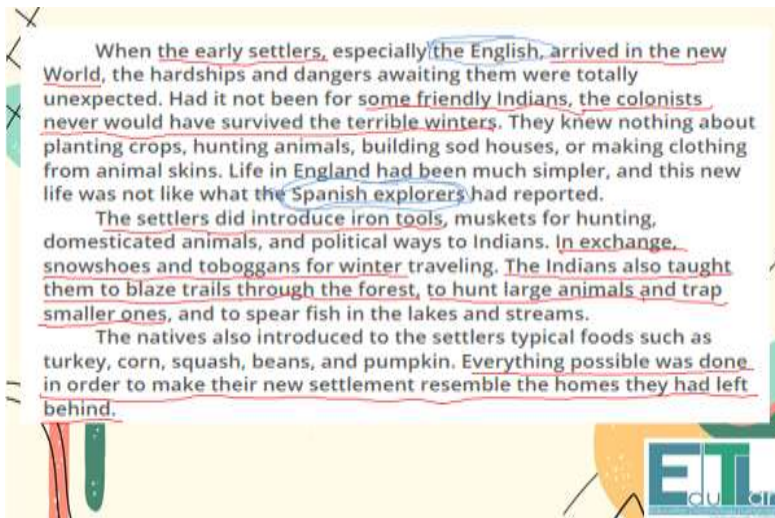 When the early settlers, especially the English, arrived in the new
World, the hardships and dangers awaiting them were totally
unexpected. Had it not been for some friendly Indians, the colonists
never would have survived the terrible winters. They knew nothing about
planting crops, hunting animals, building sod houses, or making clothing
from animal skins. Life in England had been much simpler, and this new
life was not like what the Spanish explorers had reported.
The settlers did introduce iron tools, muskets for hunting,
domesticated animals, and political ways to Indians. In exchange,
snowshoes and toboggans for winter traveling. The Indians also taught
them to blaze trails through the forest, to hunt large animals and trap
smaller ones, and to spear fish in the lakes and streams.
The natives also introduced to the settlers typical foods such as
turkey, corn, squash, beans, and pumpkin. Everything possible was done
in order to make their new settlement resemble the homes they had left
behind.